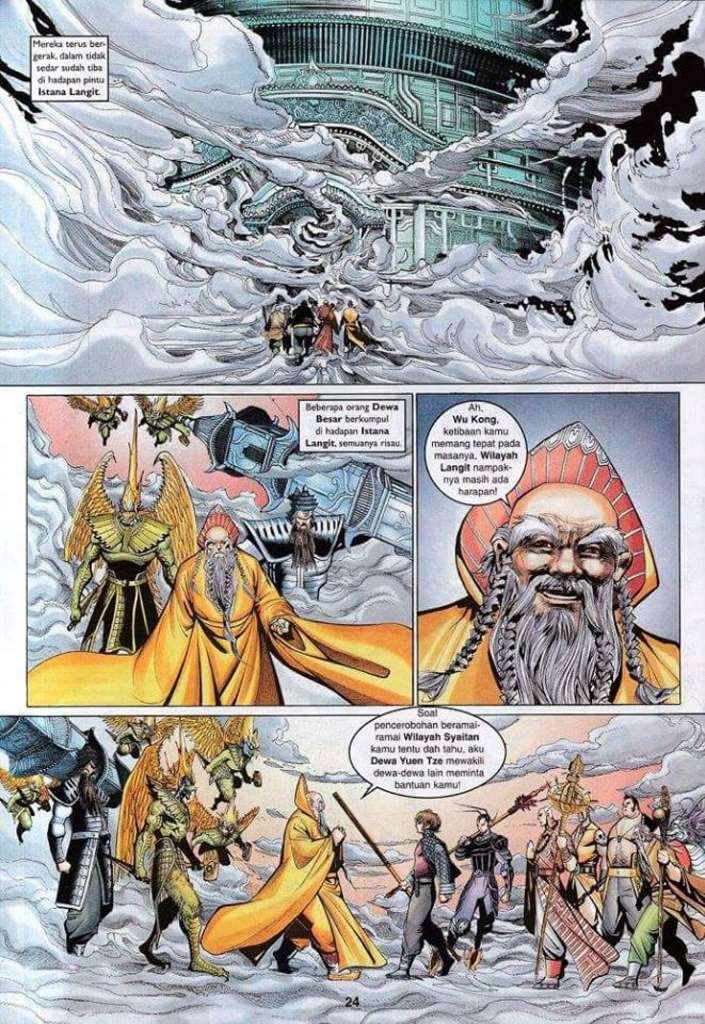 Mereka terus ber-
gerak, dalam tidak
sedar sudah tiba
di hadapan pintu
Istana Langit.
Beberapa orang Dewa
Besar berkumpul
di hadapan Istana
Langit, semuanya risau.
Ah,
Wu Kong,
ketibaan kamu
memang tepat pada
masanya, Wilayah
Langit nampak-
nya masih ada
harapan!
Soal
pencerobohan beramai-
ramai Wilayah Syaitan
kamu tentu dah tahu, aku
Dewa Yuen Tze mewakili
dewa-dewa lain meminta
bantuan kamu!
24